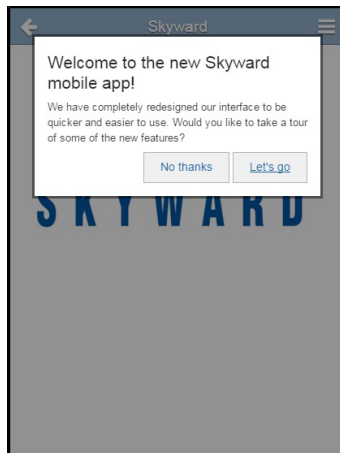 Skyward
Welcome to the new Skyward
mobile app!
We have completely redesigned our interface to be
quicker and easier to use. Would you like to take a tour
of some of the new features?
No thanks
Let's go
SKYWARD